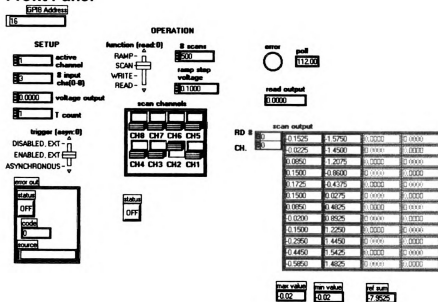 Front Panel
GPIB Address
16
OPERATION
SETUP
1 active channel
0 # input chs(0-8)
0.0000 voltage output
1 T count
function (read:0)
RAMP
SCAN
WRITE
READ
# scans
500
ramp step voltage
0.1000
error
poll
112.00
read output
0.0000
trigger (asyn:0)
DISABLED, EXT
ENABLED, EXT
ASYNCHRONOUS
scan channels
CH8 CH7 CH6 CH5
CH4 CH3 CH2 CH1
error out
status
OFF
code
0
source
status
OFF
scan output
RD #
CH.
0
0
-0.1525 -1.5750 0.0000 0.0000
-0.0225 -1.4500 0.0000 0.0000
0.0850 -1.2075 0.0000 0.0000
0.1500 -0.8600 0.0000 0.0000
0.1725 -0.4375 0.0000 0.0000
0.1500 0.0275 0.0000 0.0000
0.0850 0.4825 0.0000 0.0000
-0.0200 0.8925 0.0000 0.0000
-0.1500 1.2250 0.0000 0.0000
-0.2950 1.4450 0.0000 0.0000
-0.4450 1.5425 0.0000 0.0000
-0.5850 1.4825 0.0000 0.0000
max value
-0.02
min value
-0.02
ref sum
-7.9525